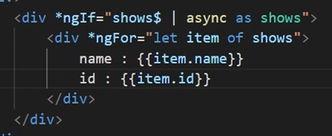 <div *ngIf="shows$ | async as shows">
<div *ngFor="let item of shows">
name : {{item.name}}
id : {{item.id}}
</div>
</div>